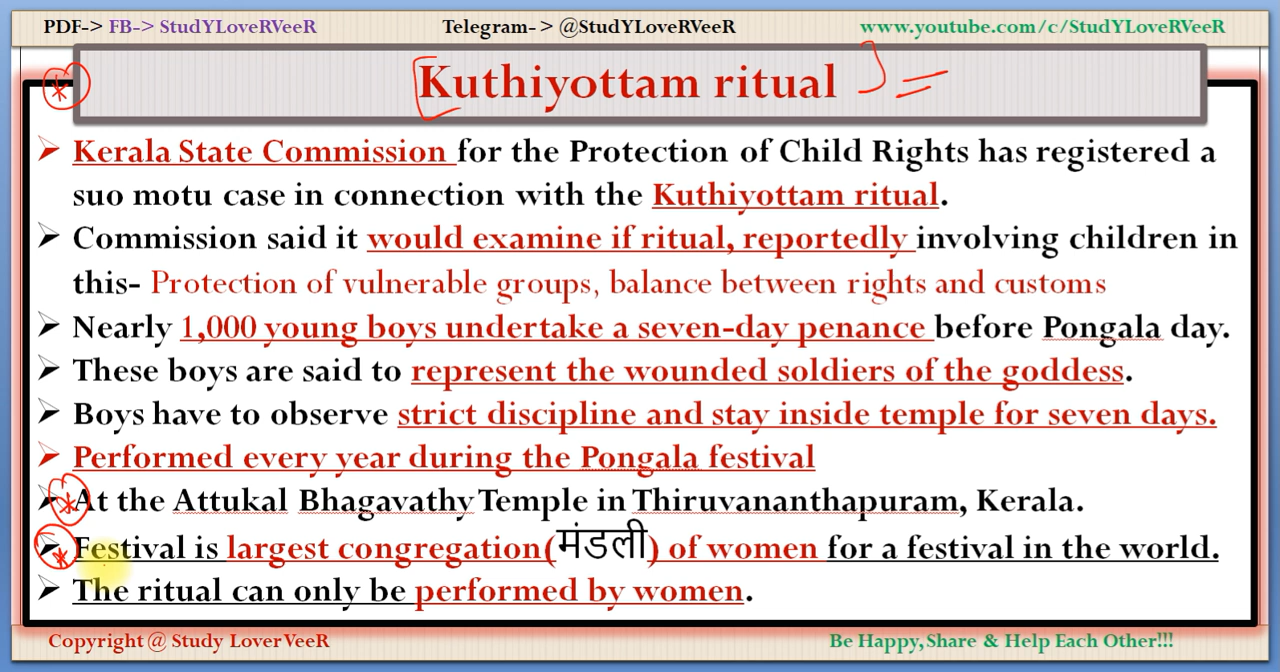 PDF-> FB-> StudYLoveRVeeR Telegram- > @StudYLoveRVeeR www.youtube.com/c/StudYLoveRVeeR
Kuthiyottam ritual
Kerala State Commission for the Protection of Child Rights has registered a
suo motu case in connection with the Kuthiyottam ritual.
Commission said it would examine if ritual, reportedly involving children in
this- Protection of vulnerable groups, balance between rights and customs
Nearly 1,000 young boys undertake a seven-day penance before Pongala day.
These boys are said to represent the wounded soldiers of the goddess.
Boys have to observe strict discipline and stay inside temple for seven days.
Performed every year during the Pongala festival
At the Attukal Bhagavathy Temple in Thiruvananthapuram, Kerala.
Festival is largest congregation(मंडली) of women for a festival in the world.
The ritual can only be performed by women.
Copyright @ Study LoverVeeR Be Happy,Share & Help Each Other!!!